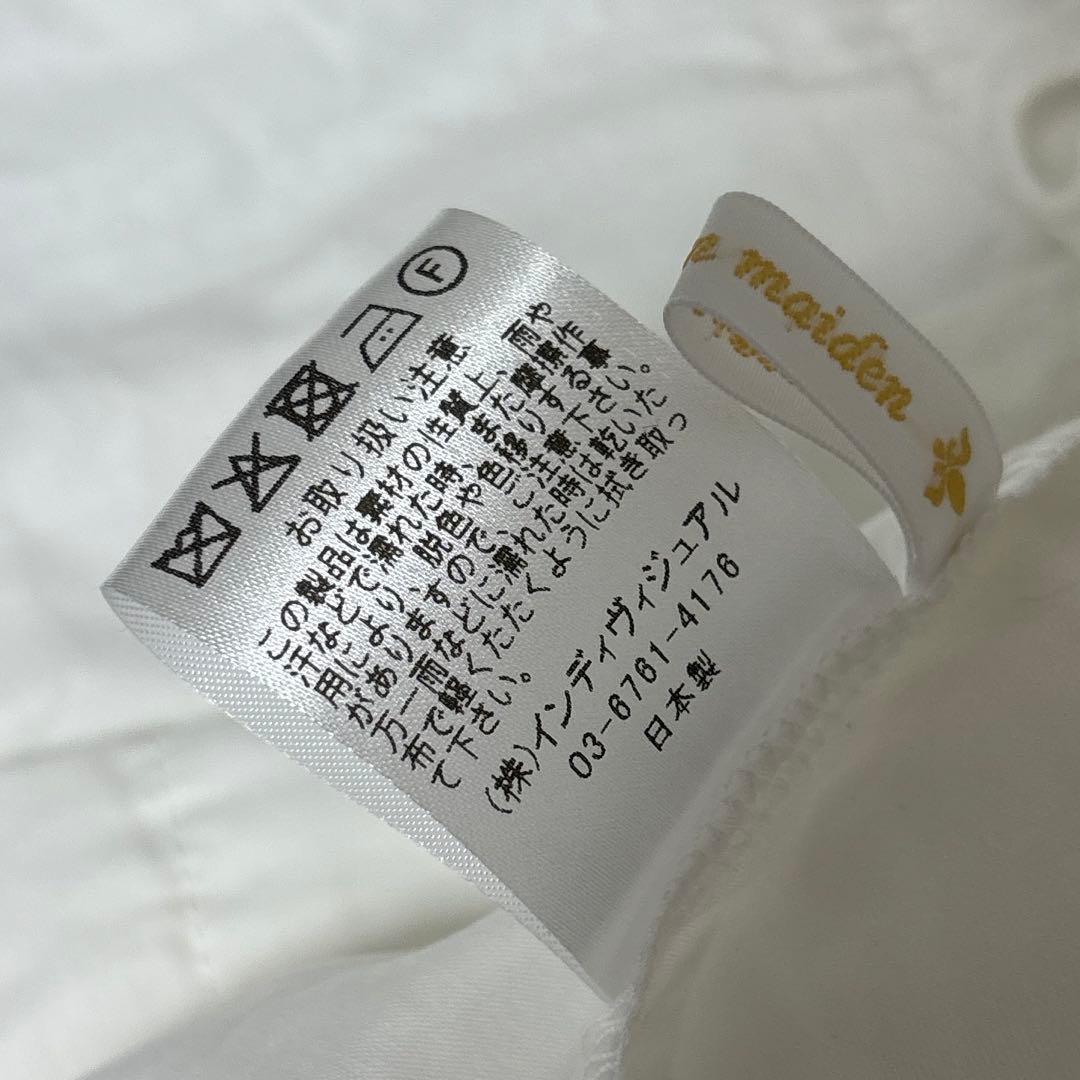 F
お取り扱い注意
この製品は素材の性質上、雨や
汗などで濡れた時、また摩擦作
用により、脱色や色移りする事
がありますので、ご注意下さい。
万一雨などに濡れた時は乾いた
布で軽くたたくように拭き取っ
て下さい。
(株)インディヴィジュアル
03-6761-4176
日本製
maiden